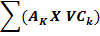 ∑(A_K X VC_k)